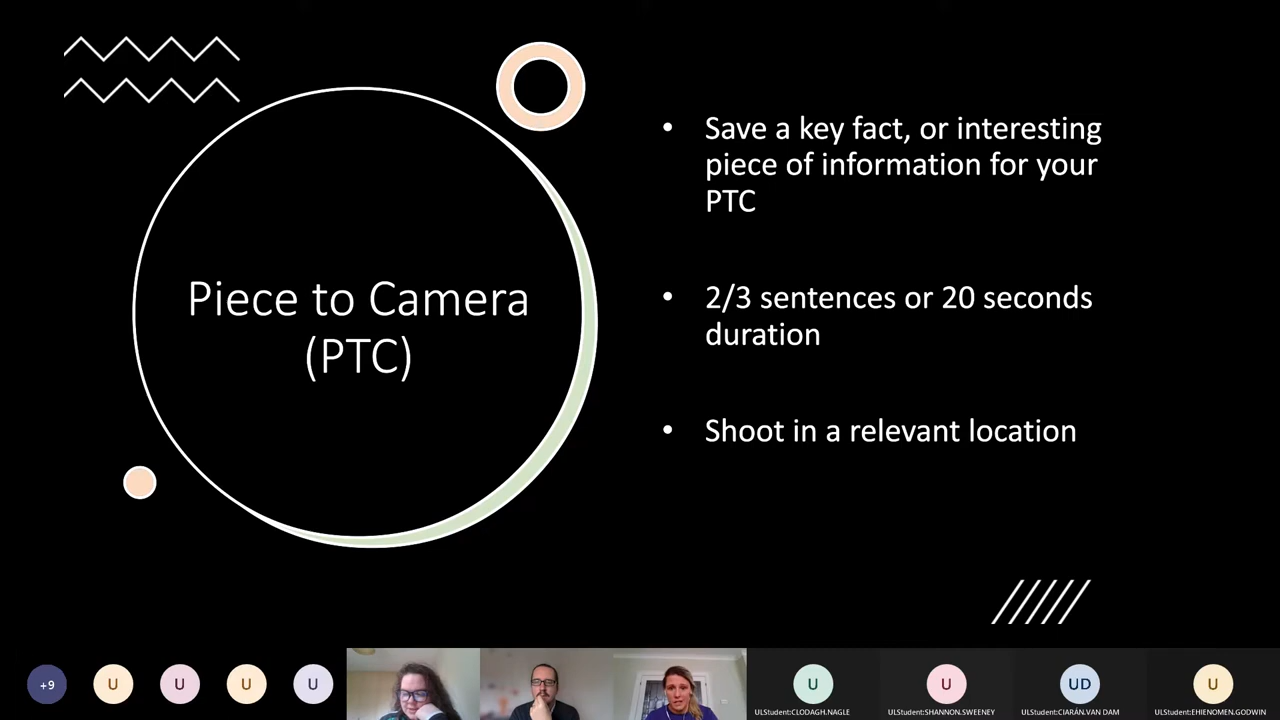 Piece to Camera
(PTC)
• Save a key fact, or interesting
piece of information for your
PTC
• 2/3 sentences or 20 seconds
duration
• Shoot in a relevant location
+9
U
U
U
U
U
U
UD
U
ULStudent:CLODAGH.NAGLE
ULStudent:SHANNON.SWEENEY
ULStudent:CIARÁN.VAN DAM
ULStudent:EHIENOMEN.GODWIN